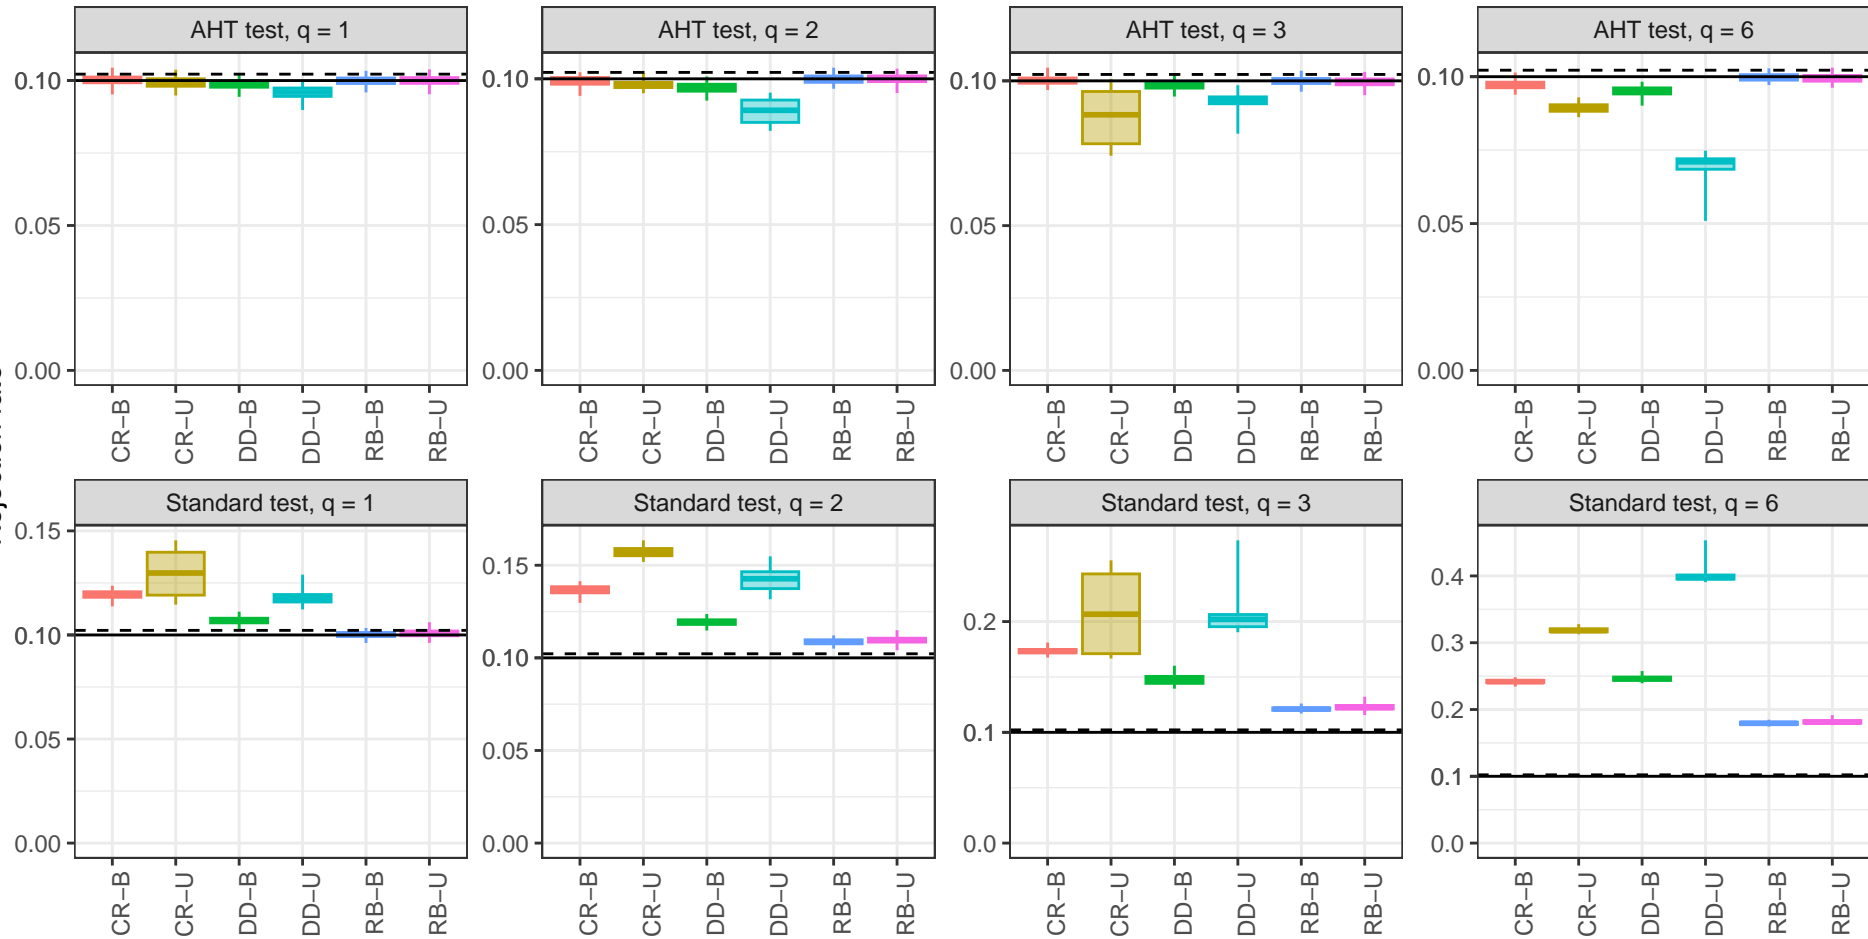 AHT test, q = 1
AHT test, q = 2
AHT test, q = 3
AHT test, q = 6
0.10
0.05
0.00
CR−B
CR−U
DD−B
DD−U
RB−B
RB−U
0.10
0.05
0.00
CR−B
CR−U
DD−B
DD−U
RB−B
RB−U
0.10
0.05
0.00
CR−B
CR−U
DD−B
DD−U
RB−B
RB−U
0.10
0.05
0.00
CR−B
CR−U
DD−B
DD−U
RB−B
RB−U
Standard test, q = 1
Standard test, q = 2
Standard test, q = 3
Standard test, q = 6
0.15
0.10
0.05
0.00
CR−B
CR−U
DD−B
DD−U
RB−B
RB−U
0.15
0.10
0.05
0.00
CR−B
CR−U
DD−B
DD−U
RB−B
RB−U
0.2
0.1
0.0
CR−B
CR−U
DD−B
DD−U
RB−B
RB−U
0.4
0.3
0.2
0.1
0.0
CR−B
CR−U
DD−B
DD−U
RB−B
RB−U